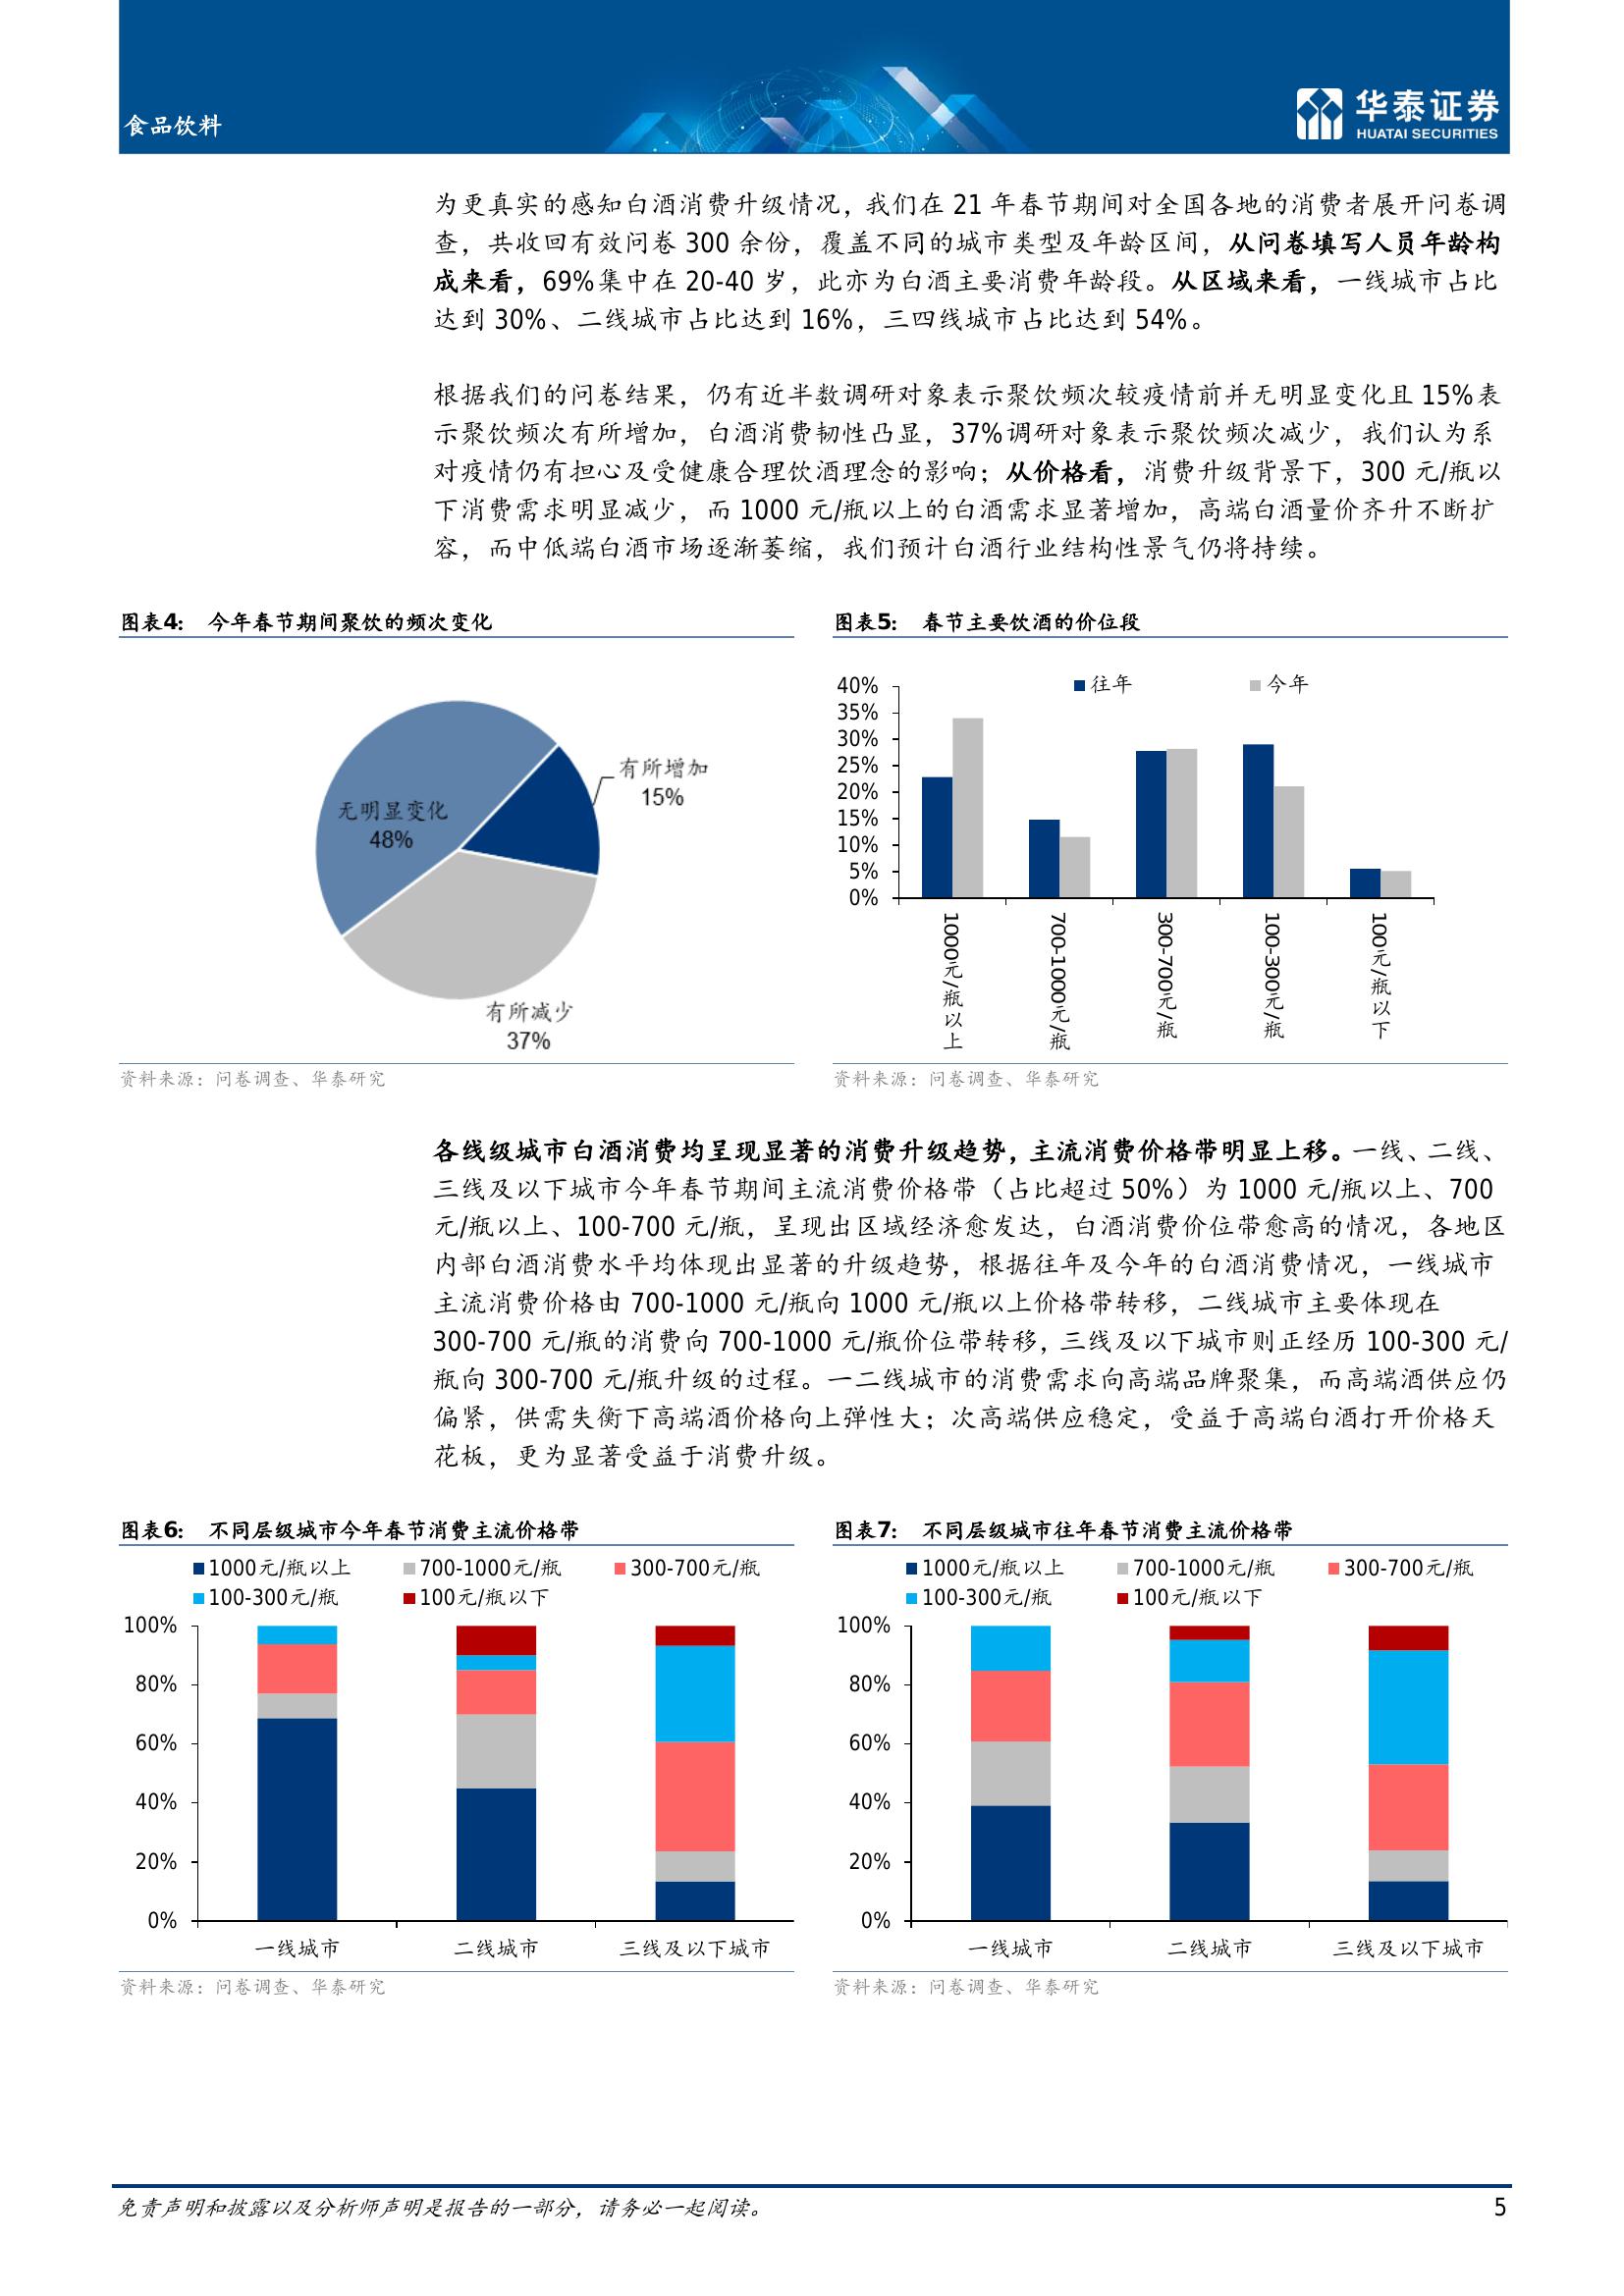 食品饮料
华泰证券
HUATAI SECURITIES
为更真实的感知白酒消费升级情况，我们在 21 年春节期间对全国各地的消费者展开问卷调
查，共收回有效问卷 300 余份，覆盖不同的城市类型及年龄区间，从问卷填写人员年龄构
成来看，69%集中在 20-40 岁，此亦为白酒主要消费年龄段。从区域来看，一线城市占比
达到 30%、二线城市占比达到 16%，三四线城市占比达到 54%。
根据我们的问卷结果，仍有近半数调研对象表示聚饮频次较疫情前并无明显变化且 15%表
示聚饮频次有所增加，白酒消费韧性凸显，37%调研对象表示聚饮频次减少，我们认为系
对疫情仍有担心及受健康合理饮酒理念的影响；从价格看，消费升级背景下，300 元/瓶以
下消费需求明显减少，而 1000 元/瓶以上的白酒需求显著增加，高端白酒量价齐升不断扩
容，而中低端白酒市场逐渐萎缩，我们预计白酒行业结构性景气仍将持续。
图表4： 今年春节期间聚饮的频次变化
有所增加
15%
无明显变化
48%
有所减少
37%
资料来源：问卷调查、华泰研究
图表5： 春节主要饮酒的价位段
往年 今年
40%
35%
30%
25%
20%
15%
10%
5%
0%
1000元/瓶以上
700-1000元/瓶
300-700元/瓶
100-300元/瓶
100元/瓶以下
资料来源：问卷调查、华泰研究
各线级城市白酒消费均呈现显著的消费升级趋势，主流消费价格带明显上移。一线、二线、
三线及以下城市今年春节期间主流消费价格带（占比超过 50%）为 1000 元/瓶以上、700
元/瓶以上、100-700 元/瓶，呈现出区域经济愈发达，白酒消费价位带愈高的情况，各地区
内部白酒消费水平均体现出显著的升级趋势，根据往年及今年的白酒消费情况，一线城市
主流消费价格由 700-1000 元/瓶向 1000 元/瓶以上价格带转移，二线城市主要体现在
300-700 元/瓶的消费向 700-1000 元/瓶价位带转移，三线及以下城市则正经历 100-300 元/
瓶向 300-700 元/瓶升级的过程。一二线城市的消费需求向高端品牌聚集，而高端酒供应仍
偏紧，供需失衡下高端酒价格向上弹性大；次高端供应稳定，受益于高端白酒打开价格天
花板，更为显著受益于消费升级。
图表6： 不同层级城市今年春节消费主流价格带
1000元/瓶以上 700-1000元/瓶 300-700元/瓶
100-300元/瓶 100元/瓶以下
100%
80%
60%
40%
20%
0%
一线城市 二线城市 三线及以下城市
资料来源：问卷调查、华泰研究
图表7： 不同层级城市往年春节消费主流价格带
1000元/瓶以上 700-1000元/瓶 300-700元/瓶
100-300元/瓶 100元/瓶以下
100%
80%
60%
40%
20%
0%
一线城市 二线城市 三线及以下城市
资料来源：问卷调查、华泰研究
免责声明和披露以及分析师声明是报告的一部分，请务必一起阅读。
5